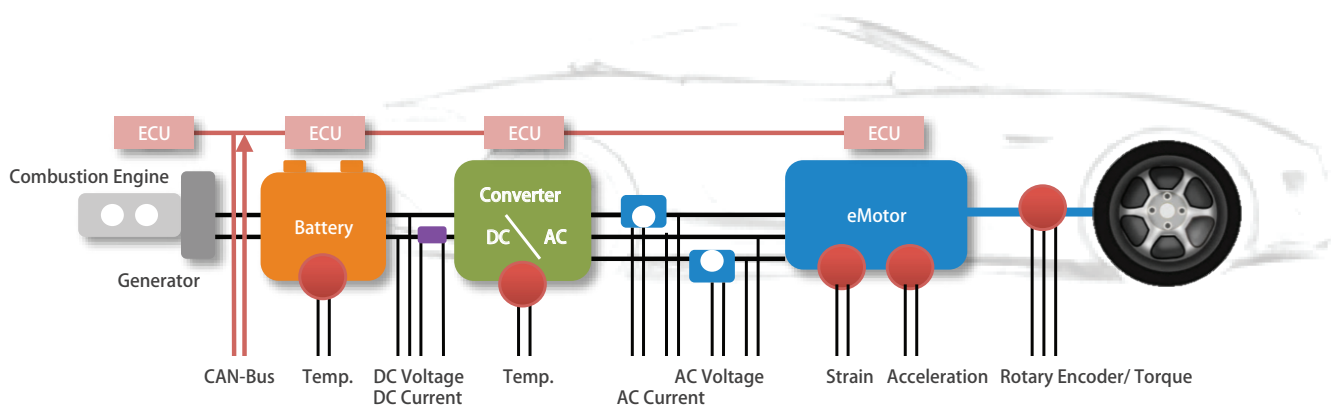 ECU
ECU
ECU
ECU
Combustion Engine
Generator
Battery
Converter
DC
AC
eMotor
CAN-Bus
Temp.
DC Voltage
DC Current
Temp.
AC Voltage
AC Current
Strain
Acceleration
Rotary Encoder/ Torque